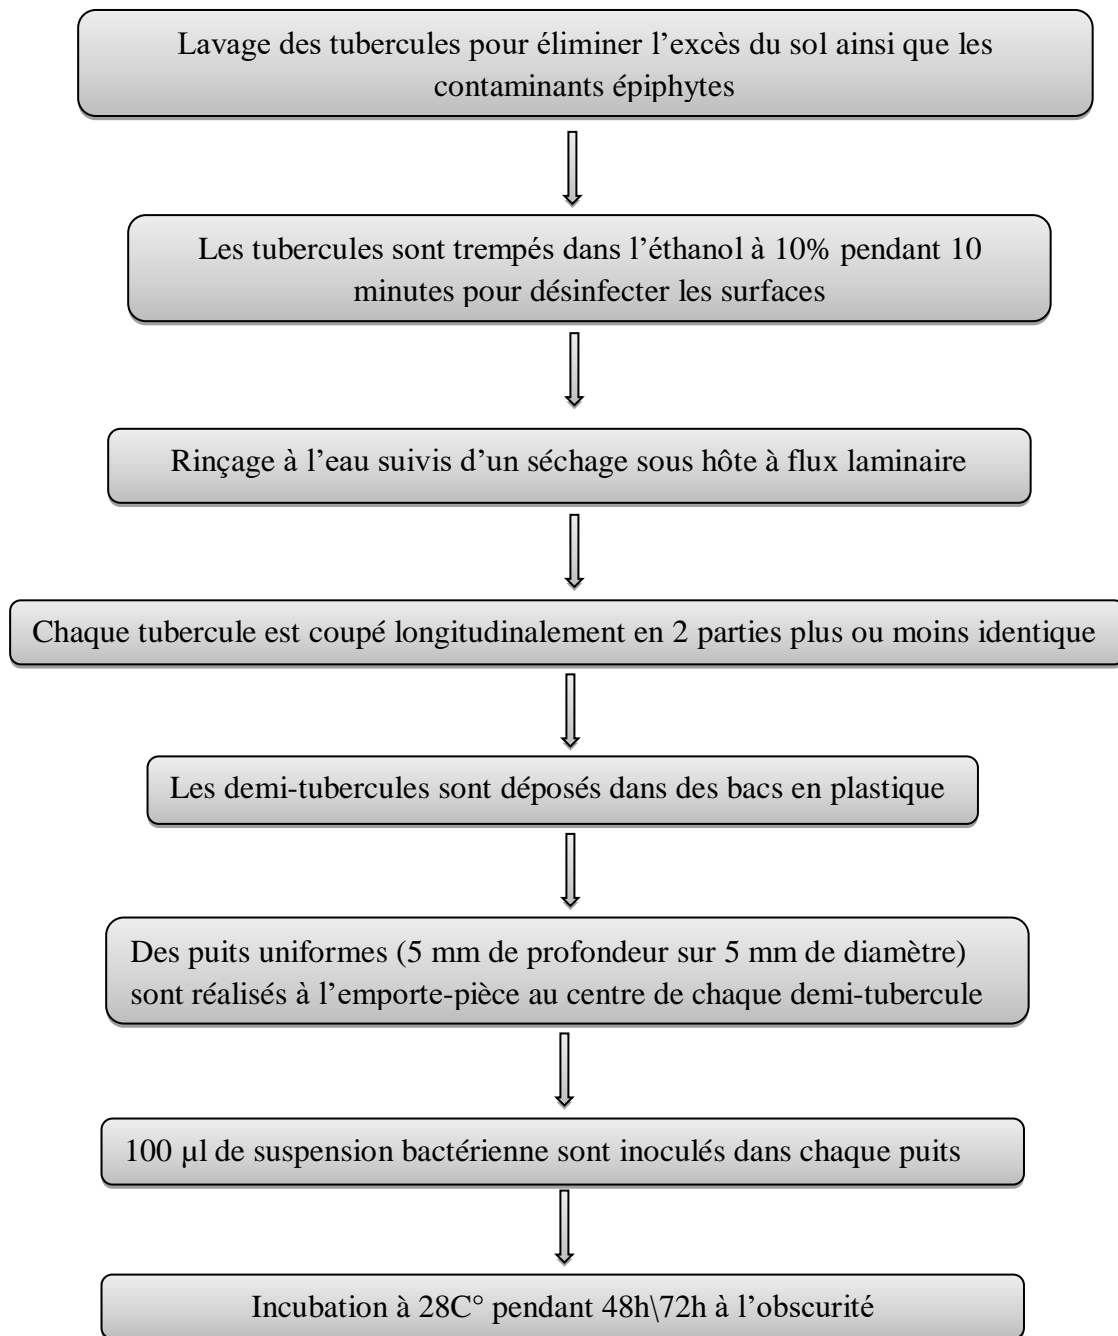 Lavage des tubercules pour éliminer l’excès du sol ainsi que les
contaminants épiphytes
Les tubercules sont trempés dans l’éthanol à 10% pendant 10
minutes pour désinfecter les surfaces
Rinçage à l’eau suivis d’un séchage sous hôte à flux laminaire
Chaque tubercule est coupé longitudinalement en 2 parties plus ou moins identique
Les demi-tubercules sont déposés dans des bacs en plastique
Des puits uniformes (5 mm de profondeur sur 5 mm de diamètre)
sont réalisés à l’emporte-pièce au centre de chaque demi-tubercule
100 µl de suspension bactérienne sont inoculés dans chaque puits
Incubation à 28C° pendant 48h\72h à l’obscurité